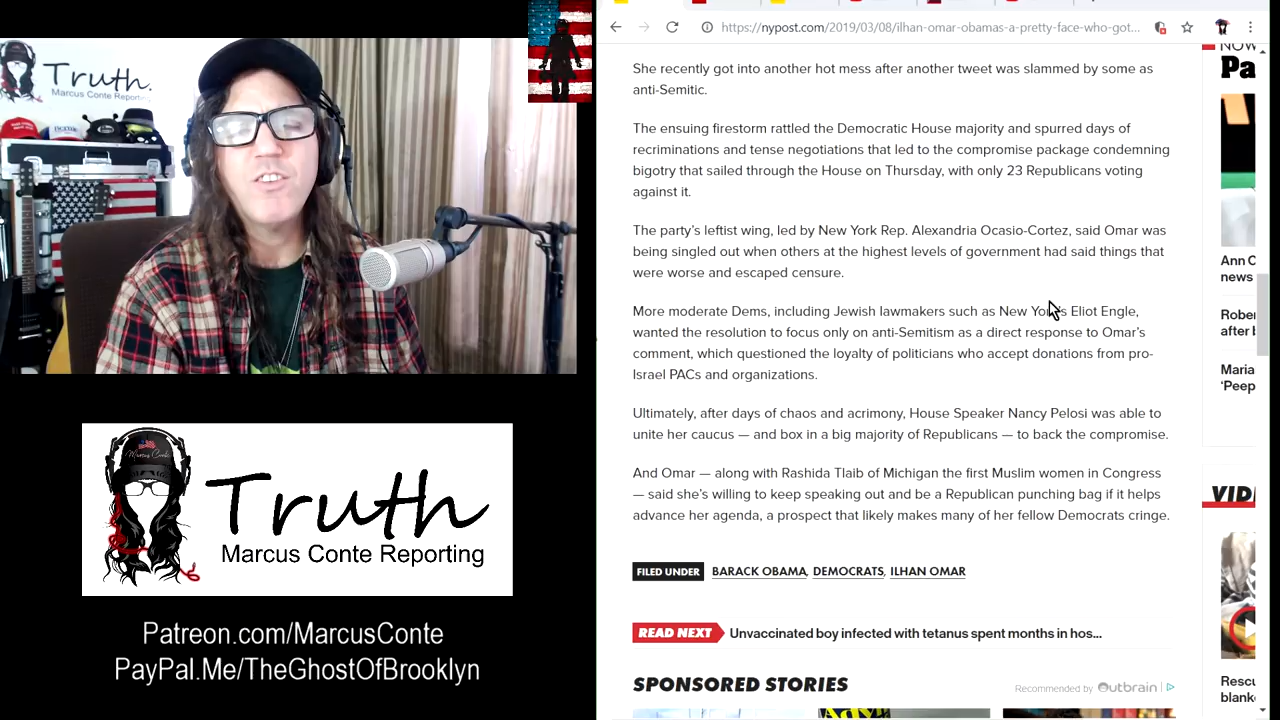 Truth.
Marcus Conte Reporting
Marcus Conte
Truth
Marcus Conte Reporting
Patreon.com/MarcusConte
PayPal.Me/TheGhostOfBrooklyn
https://nypost.com/2019/03/08/ilhan-omar-obamas-a-pretty-face-who-got...
She recently got into another hot mess after another tweet was slammed by some as
anti-Semitic.
The ensuing firestorm rattled the Democratic House majority and spurred days of
recriminations and tense negotiations that led to the compromise package condemning
bigotry that sailed through the House on Thursday, with only 23 Republicans voting
against it.
The party’s leftist wing, led by New York Rep. Alexandria Ocasio-Cortez, said Omar was
being singled out when others at the highest levels of government had said things that
were worse and escaped censure.
More moderate Dems, including Jewish lawmakers such as New York’s Eliot Engle,
wanted the resolution to focus only on anti-Semitism as a direct response to Omar’s
comment, which questioned the loyalty of politicians who accept donations from pro-
Israel PACs and organizations.
Ultimately, after days of chaos and acrimony, House Speaker Nancy Pelosi was able to
unite her caucus — and box in a big majority of Republicans — to back the compromise.
And Omar — along with Rashida Tlaib of Michigan the first Muslim women in Congress
— said she’s willing to keep speaking out and be a Republican punching bag if it helps
advance her agenda, a prospect that likely makes many of her fellow Democrats cringe.
FILED UNDER BARACK OBAMA, DEMOCRATS, ILHAN OMAR
READ NEXT Unvaccinated boy infected with tetanus spent months in hos...
SPONSORED STORIES
Recommended by Outbrain
NOW
Pa
Ann C
news
Rober
after b
Maria
‘Peep
VID
Rescu
blank